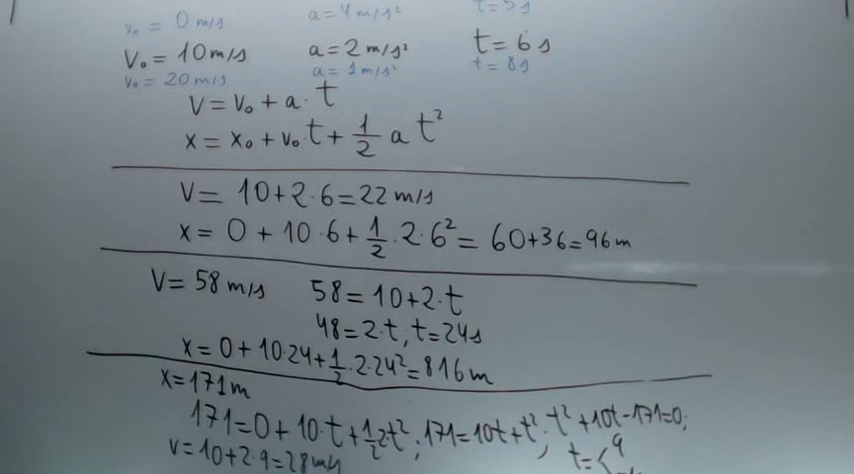 v₀ = 0 m/s a = 4 m/s² t = 5 s
v₀ = 10 m/s a = 2 m/s² t = 6 s
v₀ = 20 m/s a = 1 m/s² t = 8 s
v = v₀ + a · t
x = x₀ + v₀ · t + 1/2 a t²
v = 10 + 2 · 6 = 22 m/s
x = 0 + 10 · 6 + 1/2 · 2 · 6² = 60 + 36 = 96 m
v = 58 m/s 58 = 10 + 2 · t
48 = 2 · t, t = 24 s
x = 0 + 10 · 24 + 1/2 · 2 · 24² = 816 m
x = 171 m
171 = 0 + 10 · t + 1/2 2 t²; 171 = 10t + t²; t² + 10t - 171 = 0;
v = 10 + 2 · 9 = 28 m/s t = < 9